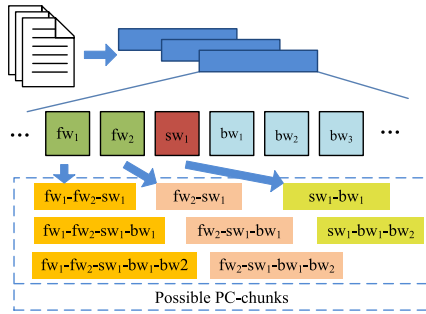 ... fw₁ fw₂ sw₁ bw₁ bw₂ bw₃ ...
fw₁-fw₂-sw₁ fw₂-sw₁ sw₁-bw₁
fw₁-fw₂-sw₁-bw₁ fw₂-sw₁-bw₁ sw₁-bw₁-bw₂
fw₁-fw₂-sw₁-bw₁-bw2 fw₂-sw₁-bw₁-bw₂
Possible PC-chunks